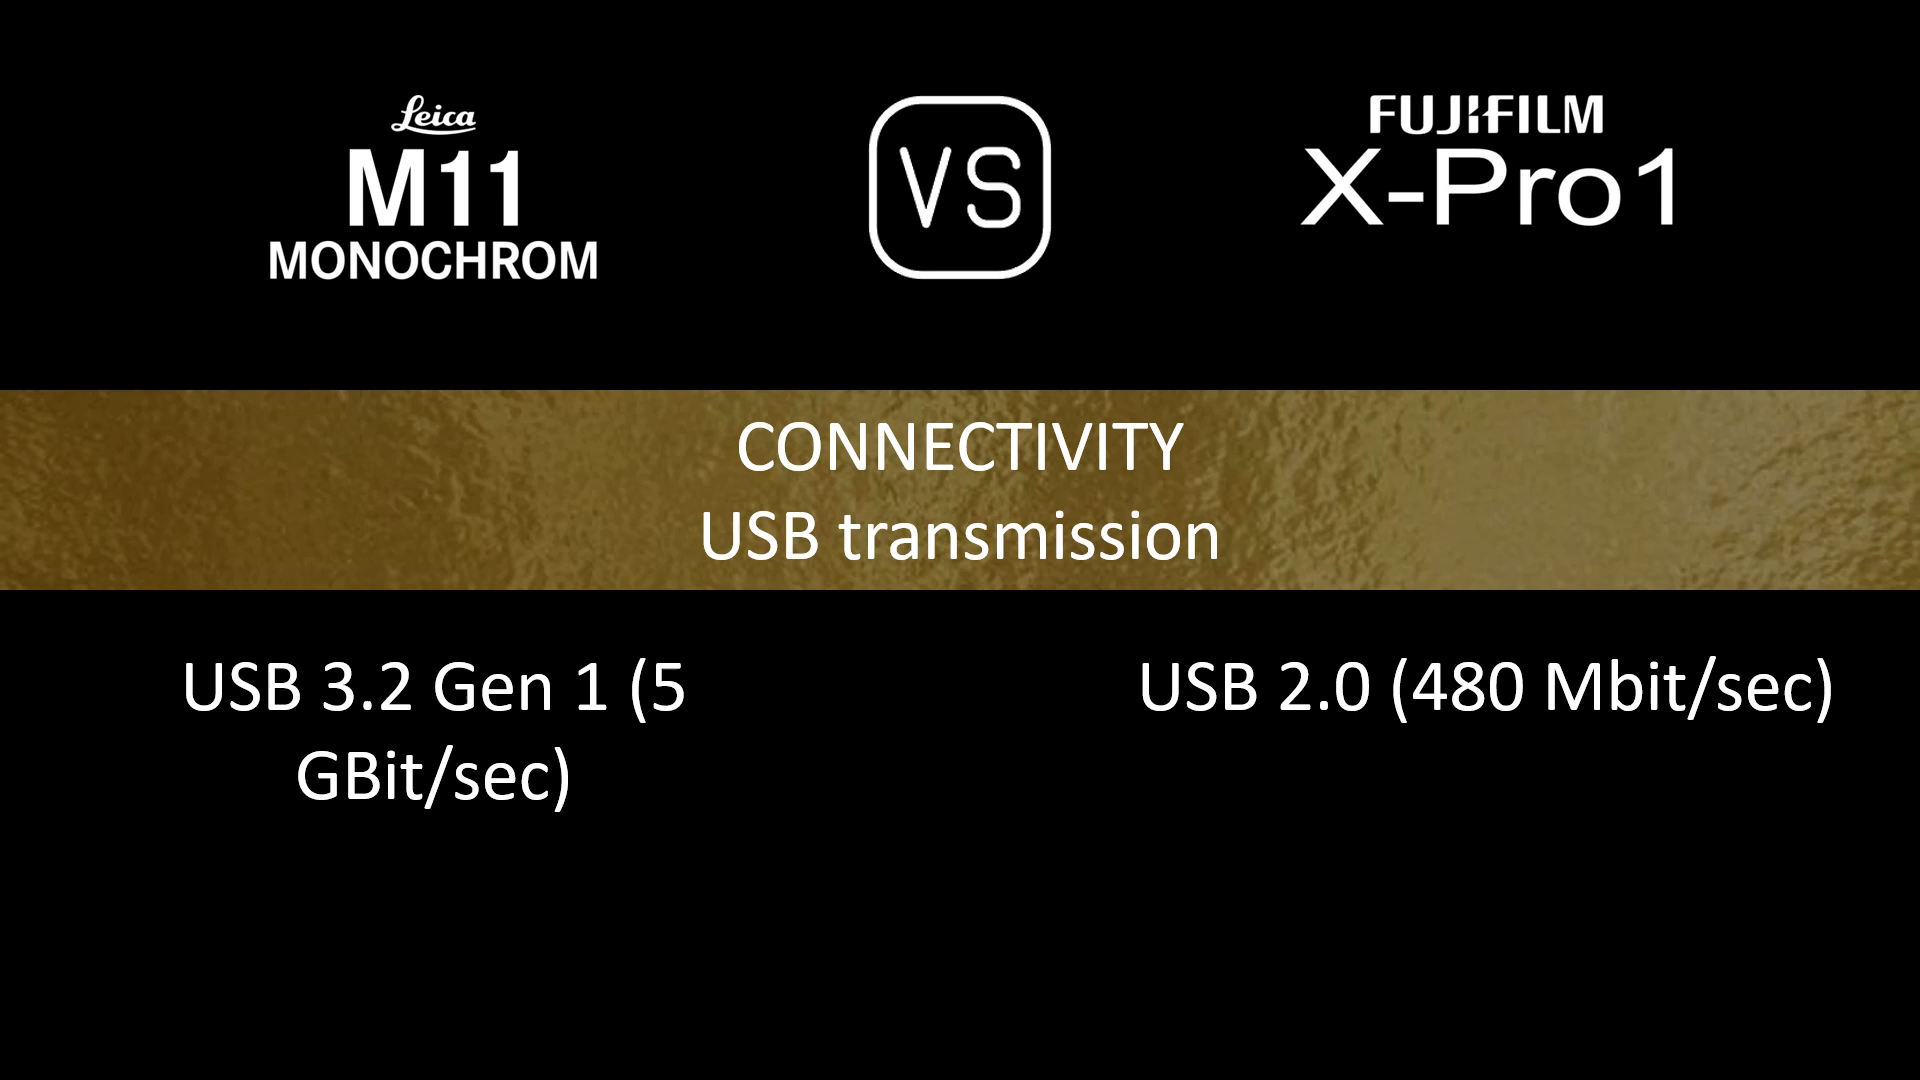 Leica
M11
MONOCHROM
VS
FUJIFILM
X-Pro1
CONNECTIVITY
USB transmission
USB 3.2 Gen 1 (5
GBit/sec)
USB 2.0 (480 Mbit/sec)